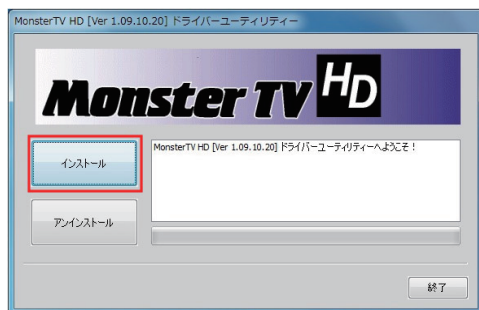 MonsterTV HD [Ver 1.09.10.20] ドライバーユーティリティー
Monster TV HD
インストール
MonsterTV HD [Ver 1.09.10.20] ドライバーユーティリティーへようこそ！
アンインストール
終了